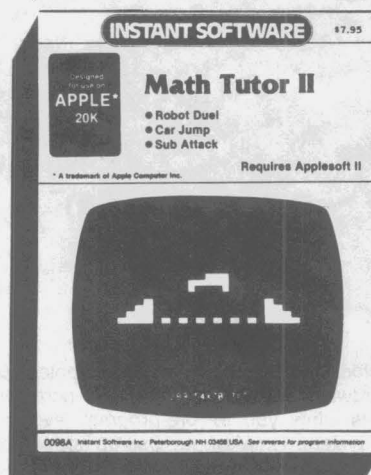 INSTANT SOFTWARE
$7.95
Designed
for use on
APPLE*
20K
Math Tutor II
• Robot Duel
• Car Jump
• Sub Attack
Requires Applesoft II
* A trademark of Apple Computer Inc.
0098A Instant Software Inc. Peterborough NH 03458 USA See reverse for program information